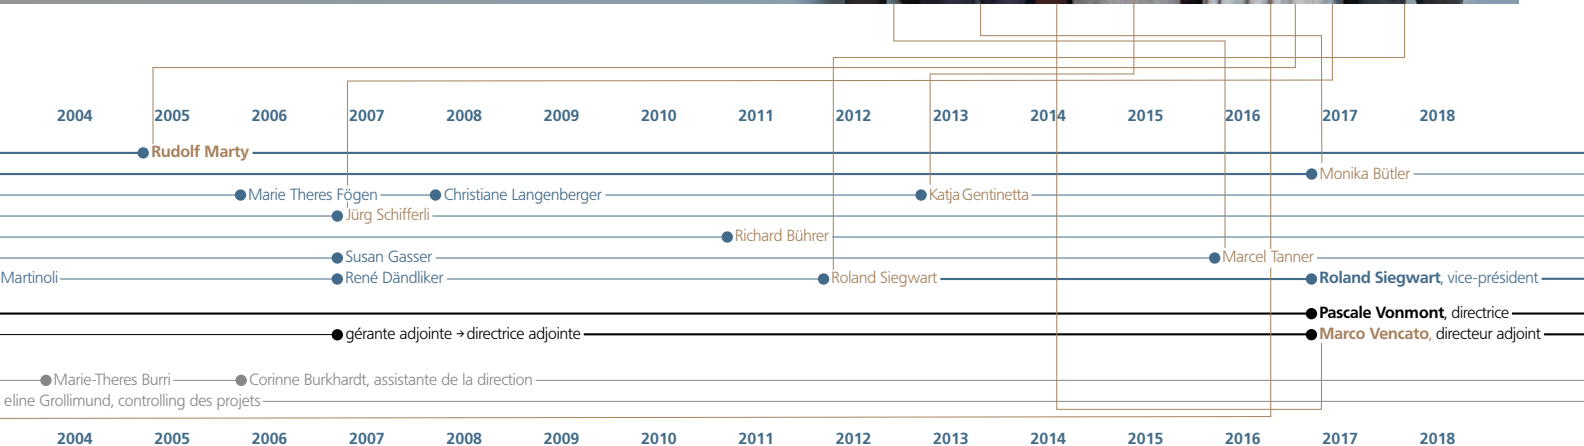 2004 2005 2006 2007 2008 2009 2010 2011 2012 2013 2014 2015 2016 2017 2018
Rudolf Marty
Monika Bütler
Marie Theres Fögen Christiane Langenberger Katja Gentinetta
Jürg Schifferli
Richard Bührer
Susan Gasser Marcel Tanner
Martinoli René Dändliker Roland Siegwart Roland Siegwart, vice-président
Pascale Vonmont, directrice
gérante adjointe → directrice adjointe Marco Vencato, directeur adjoint
Marie-Theres Burri Corinne Burkhardt, assistante de la direction
eline Grollimund, controlling des projets
2004 2005 2006 2007 2008 2009 2010 2011 2012 2013 2014 2015 2016 2017 2018